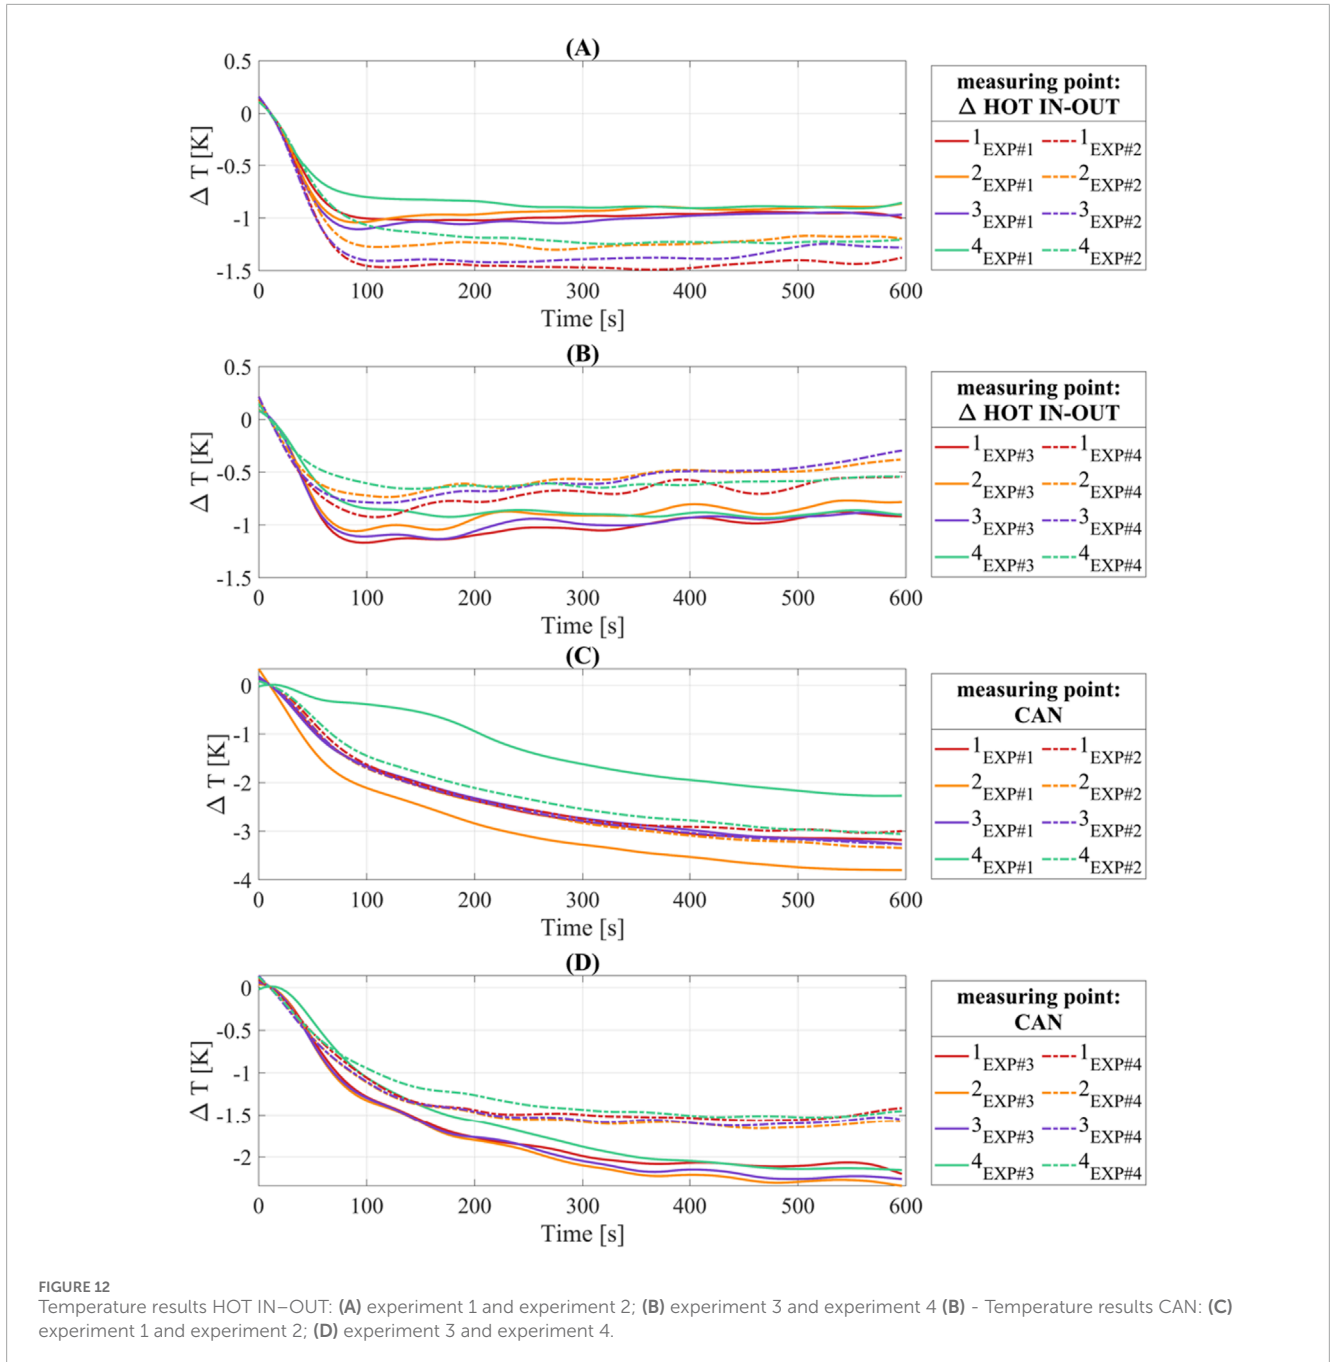 (A)
0.5
0
-0.5
-1
-1.5
Δ T [K]
0 100 200 300 400 500 600
Time [s]
measuring point:
Δ HOT IN-OUT
1EXP#1 1EXP#2
2EXP#1 2EXP#2
3EXP#1 3EXP#2
4EXP#1 4EXP#2
(B)
0.5
0
-0.5
-1
-1.5
Δ T [K]
0 100 200 300 400 500 600
Time [s]
measuring point:
Δ HOT IN-OUT
1EXP#3 1EXP#4
2EXP#3 2EXP#4
3EXP#3 3EXP#4
4EXP#3 4EXP#4
(C)
0
-1
-2
-3
-4
Δ T [K]
0 100 200 300 400 500 600
Time [s]
measuring point:
CAN
1EXP#1 1EXP#2
2EXP#1 2EXP#2
3EXP#1 3EXP#2
4EXP#1 4EXP#2
(D)
0
-0.5
-1
-1.5
-2
Δ T [K]
0 100 200 300 400 500 600
Time [s]
measuring point:
CAN
1EXP#3 1EXP#4
2EXP#3 2EXP#4
3EXP#3 3EXP#4
4EXP#3 4EXP#4
FIGURE 12
Temperature results HOT IN–OUT: (A) experiment 1 and experiment 2; (B) experiment 3 and experiment 4 (B) - Temperature results CAN: (C)
experiment 1 and experiment 2; (D) experiment 3 and experiment 4.